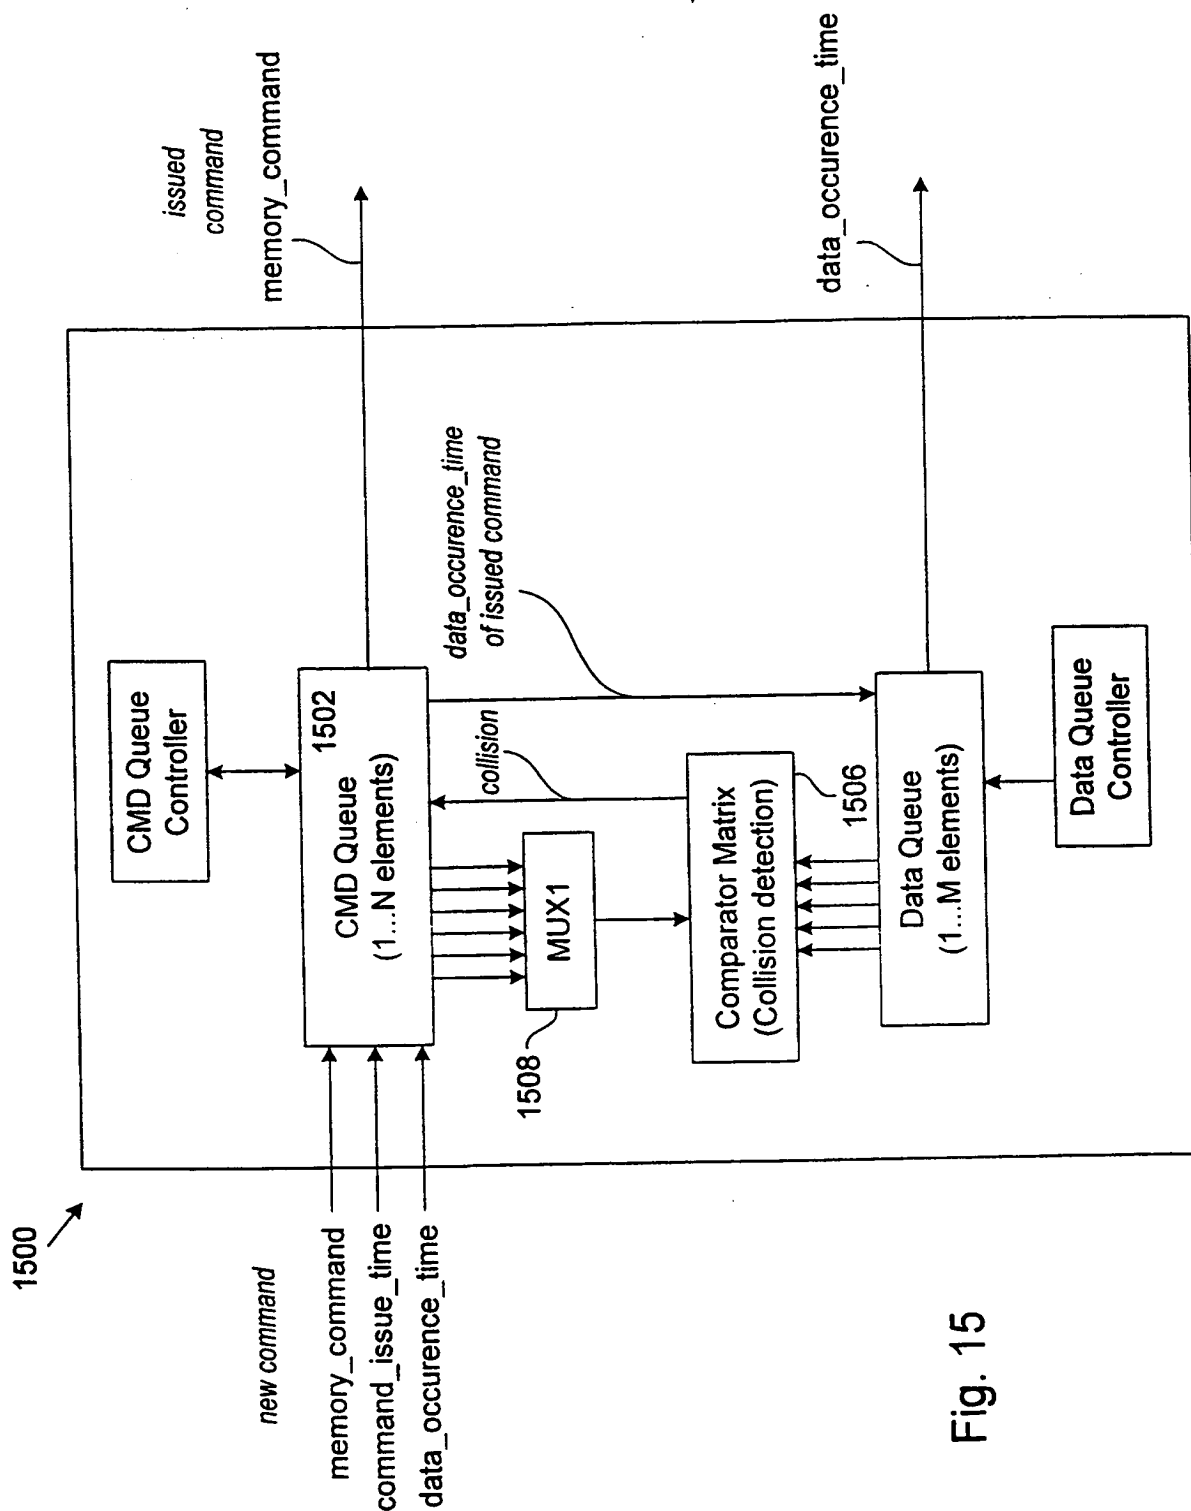 1500
new command
memory_command
command_issue_time
data_occurence_time
CMD Queue
Controller
1502
CMD Queue
(1...N elements)
issued
command
memory_command
1508
MUX1
collision
data_occurence_time
of issued command
Comparator Matrix
(Collision detection)
1506
Data Queue
(1...M elements)
data_occurence_time
Data Queue
Controller
Fig. 15